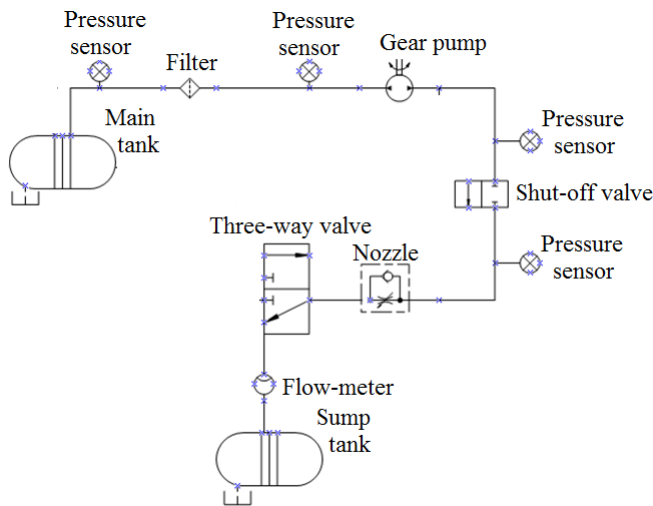 Pressure
sensor
Filter
Pressure
sensor
Gear pump
Main
tank
Pressure
sensor
Shut-off valve
Three-way valve
Nozzle
Pressure
sensor
Flow-meter
Sump
tank